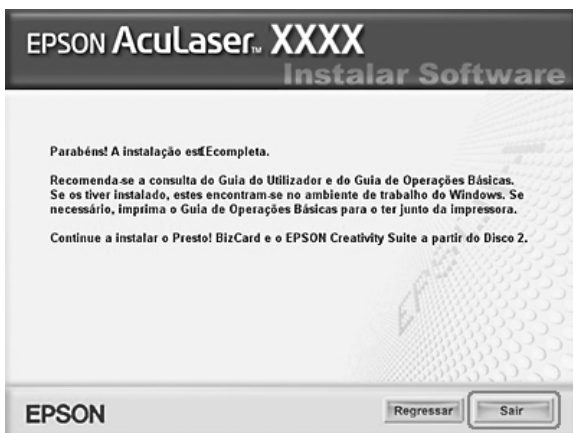 EPSON AcuLaser™ XXXX
Instalar Software
Parabéns! A instalação estÉcompleta.
Recomenda-se a consulta do Guia do Utilizador e do Guia de Operações Básicas.
Se os tiver instalado, estes encontram-se no ambiente de trabalho do Windows. Se
necessário, imprima o Guia de Operações Básicas para o ter junto da impressora.
Continue a instalar o Presto! BizCard e o EPSON Creativity Suite a partir do Disco 2.
EPSON
EPSON
Regressar
Sair